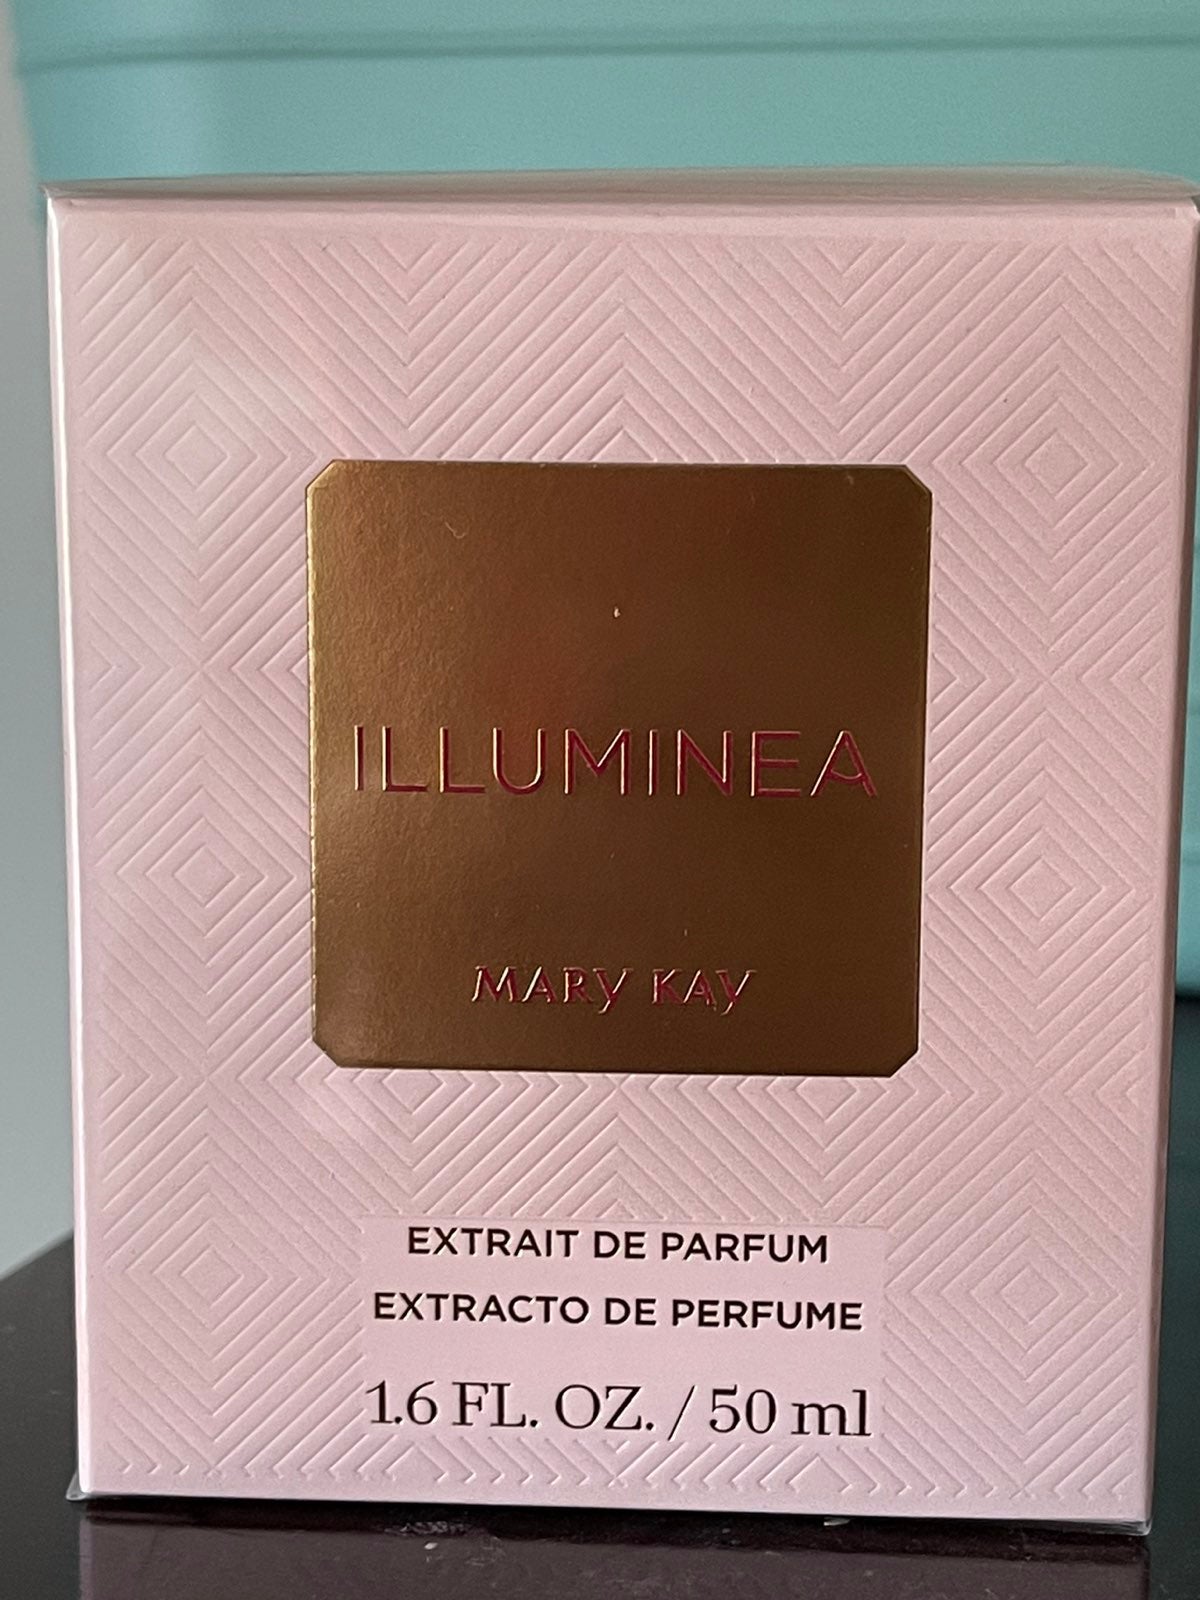 ILLUMINEA
MARY KAY
EXTRAIT DE PARFUM
EXTRACTO DE PERFUME
1.6 FL. OZ. / 50 ml